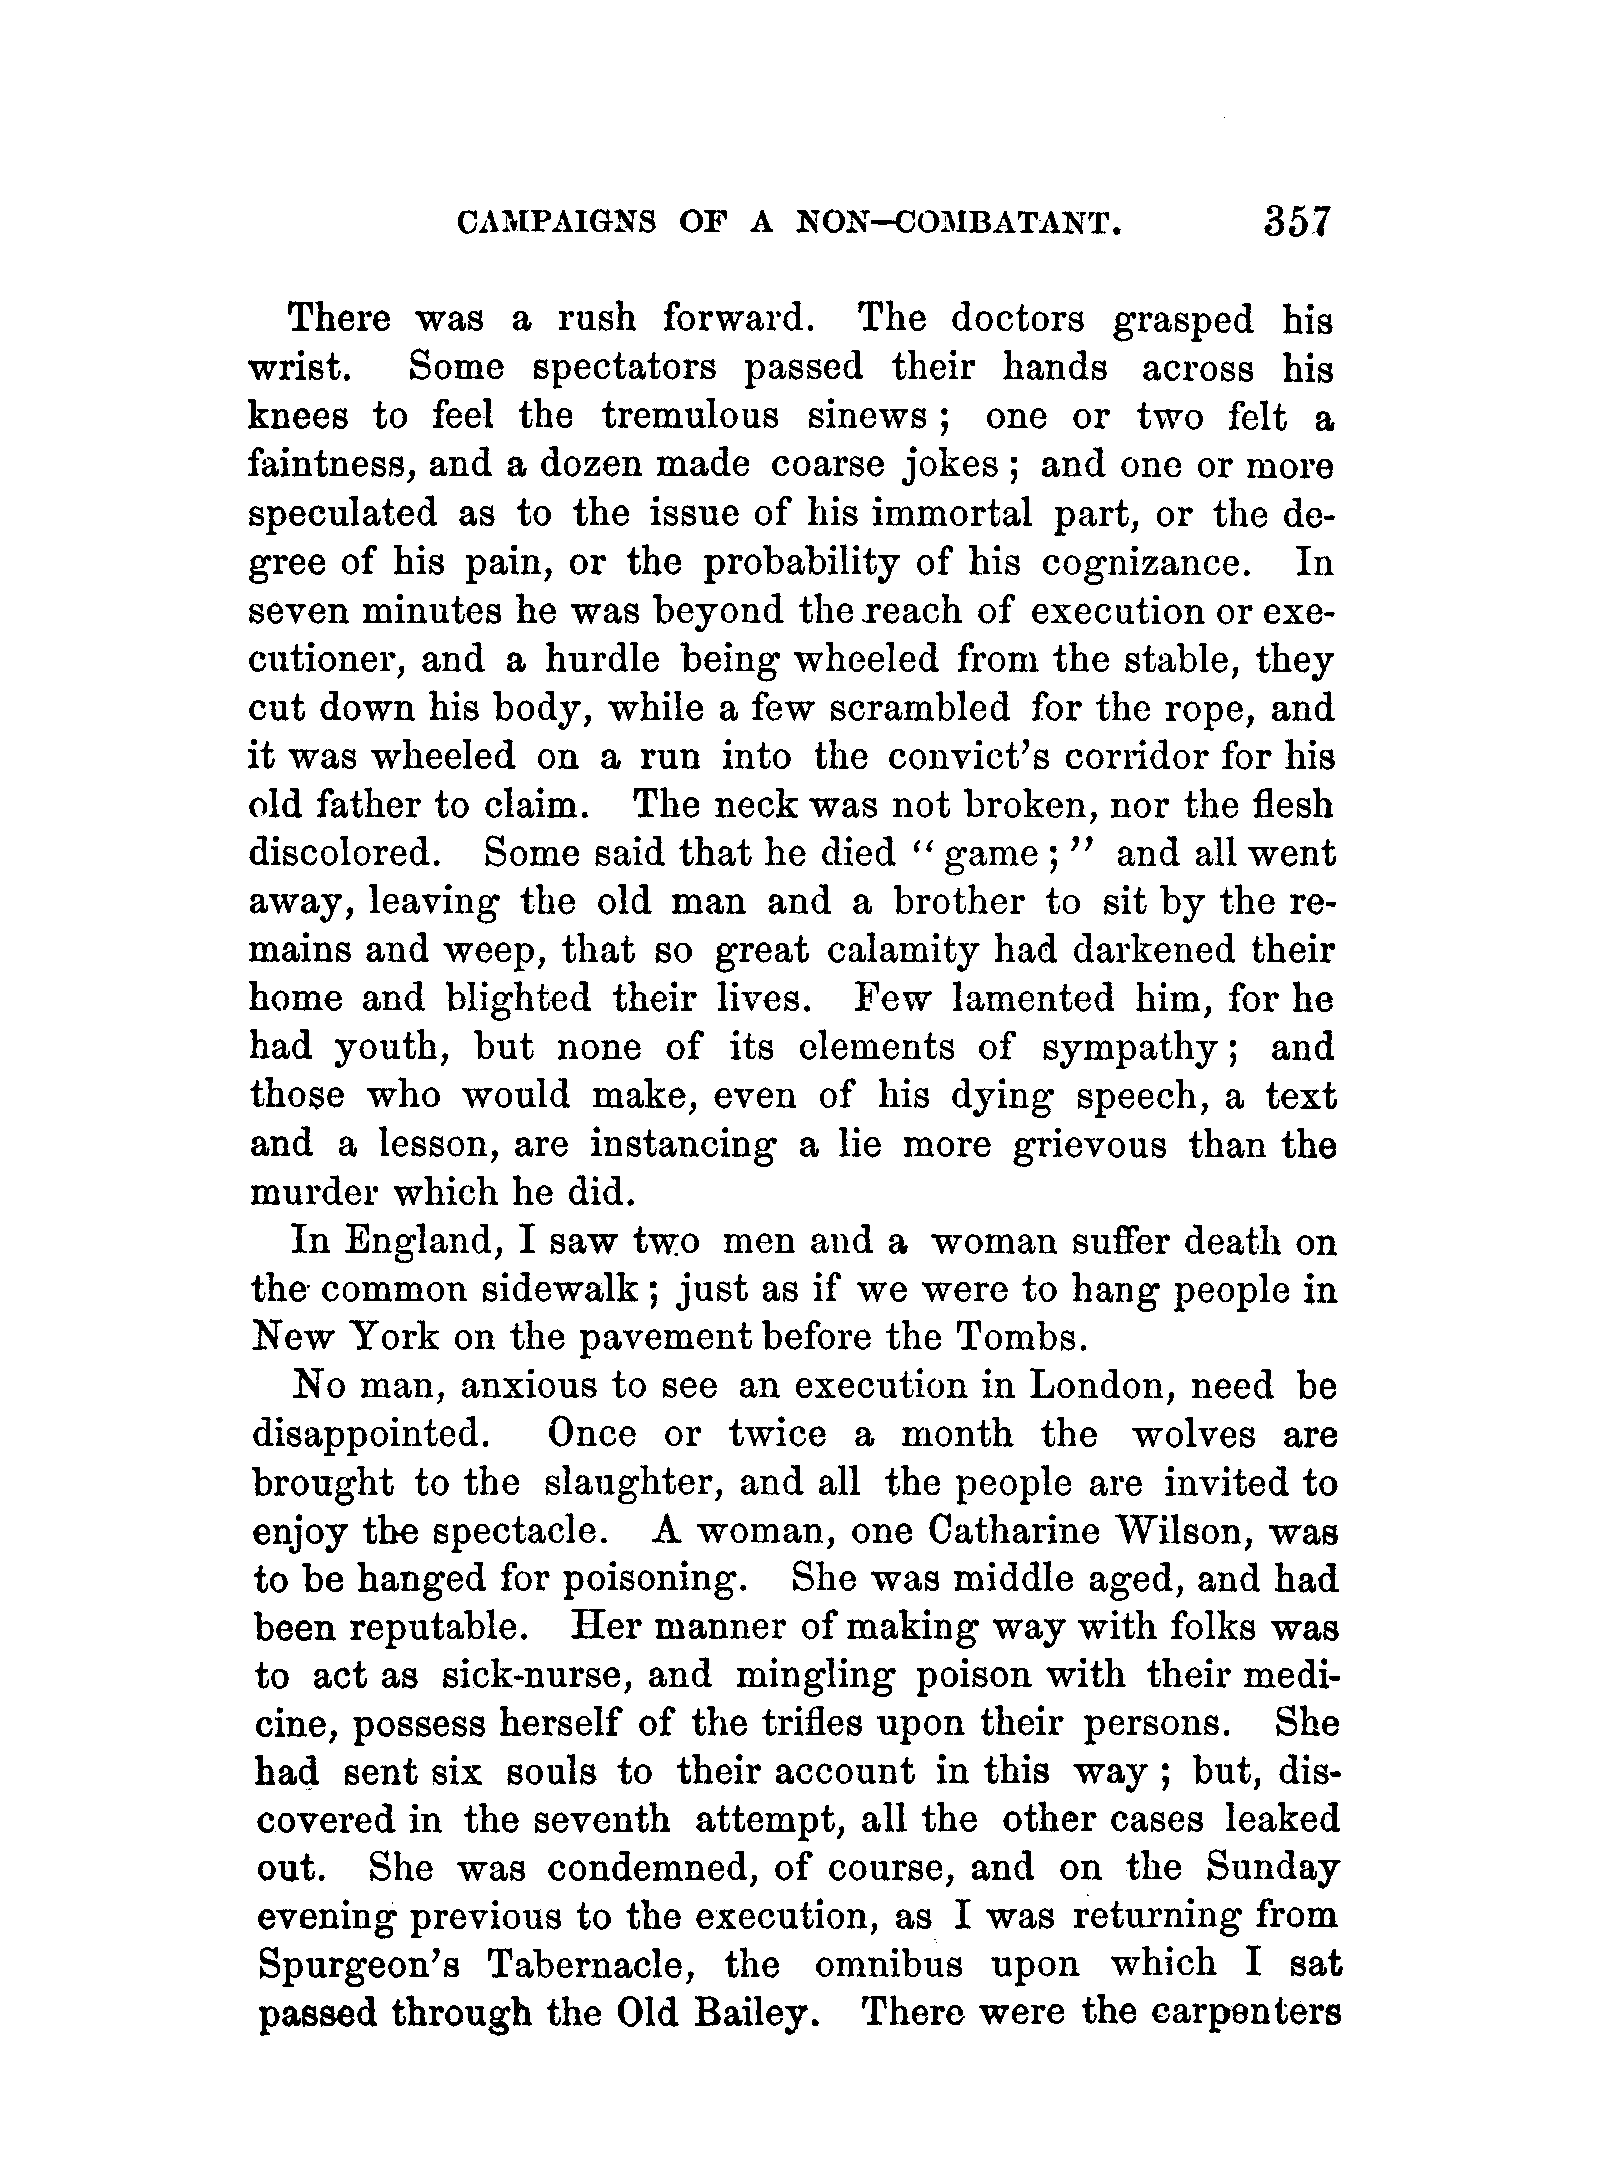 CAMPAIGNS OF A NON-COMBATANT. 357
There was a rush forward. The doctors grasped his
wrist. Some spectators passed their hands across his
knees to feel the tremulous sinews ; one or two felt a
faintness, and a dozen made coarse jokes ; and one or more
speculated as to the issue of his immortal part, or the de-
gree of his pain, or the probability of his cognizance. In
seven minutes he was beyond the reach of execution or exe-
cutioner, and a hurdle being wheeled from the stable, they
cut down his body, while a few scrambled for the rope, and
it was wheeled on a run into the convict's corridor for his
old father to claim. The neck was not broken, nor the flesh
discolored. Some said that he died " game ; " and all went
away, leaving the old man and a brother to sit by the re-
mains and weep, that so great calamity had darkened their
home and blighted their lives. Few lamented him, for he
had youth, but none of its elements of sympathy ; and
those who would make, even of his dying speech, a text
and a lesson, are instancing a lie more grievous than the
murder which he did.
In England, I saw two men and a woman suffer death on
the common sidewalk ; just as if we were to hang people in
New York on the pavement before the Tombs.
No man, anxious to see an execution in London, need be
disappointed. Once or twice a month the wolves are
brought to the slaughter, and all the people are invited to
enjoy the spectacle. A woman, one Catharine Wilson, was
to be hanged for poisoning. She was middle aged, and had
been reputable. Her manner of making way with folks was
to act as sick-nurse, and mingling poison with their medi-
cine, possess herself of the trifles upon their persons. She
had sent six souls to their account in this way ; but, dis-
covered in the seventh attempt, all the other cases leaked
out. She was condemned, of course, and on the Sunday
evening previous to the execution, as I was returning from
Spurgeon's Tabernacle, the omnibus upon which I sat
passed through the Old Bailey. There were the carpenters